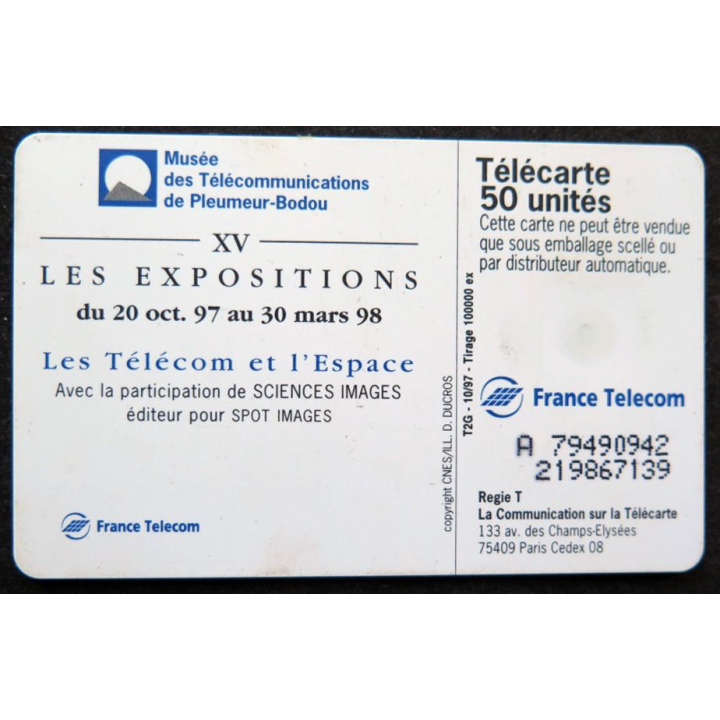 Musée
des Télécommunications
de Pleumeur-Bodou
XV
LES EXPOSITIONS
du 20 oct. 97 au 30 mars 98
Les Télécom et l'Espace
Avec la participation de SCIENCES IMAGES
éditeur pour SPOT IMAGES
France Telecom
copyright CNES/ILL. D. DUCROS
T2G - 10/97 - Tirage 100000 ex
Télécarte
50 unités
Cette carte ne peut être vendue
que sous emballage scellé ou
par distributeur automatique.
France Telecom
A 79490942
219867139
Regie T
La Communication sur la Télécarte
133 av. des Champs-Elysées
75409 Paris Cedex 08